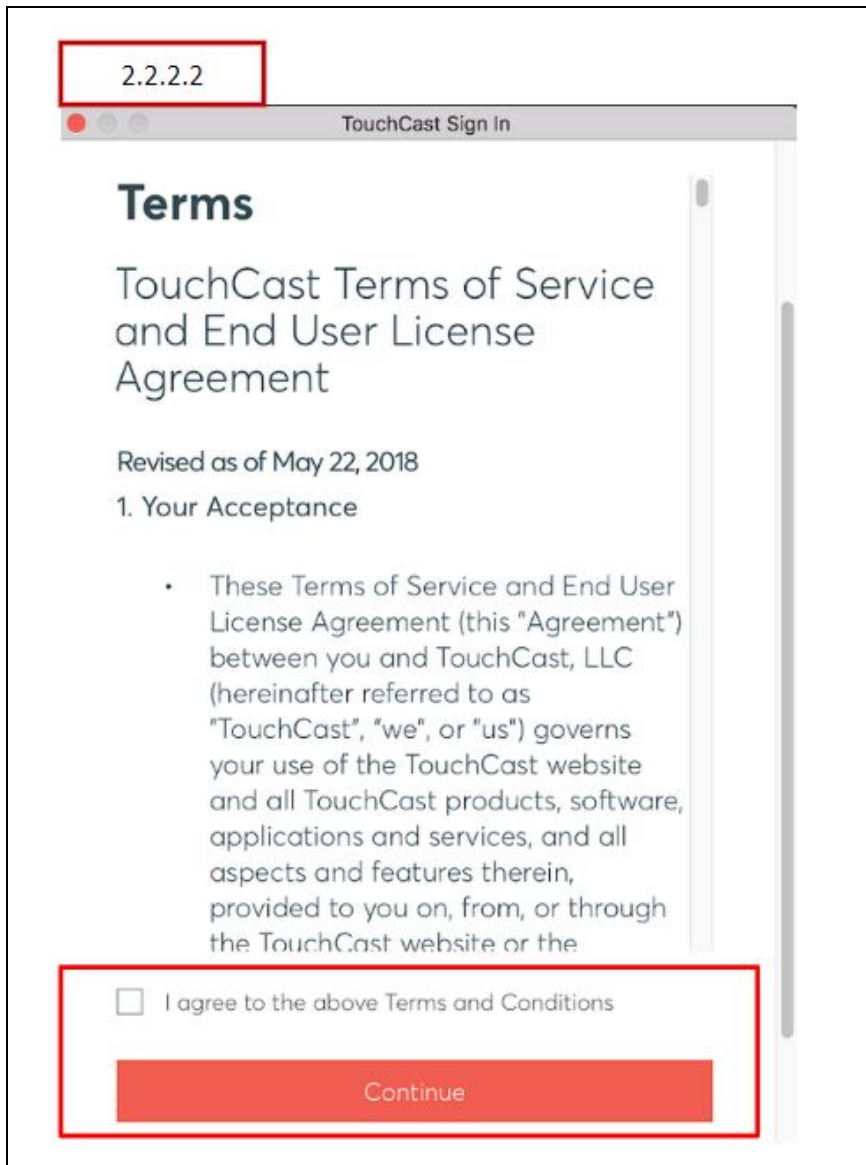 2.2.2.2
TouchCast Sign In
Terms
TouchCast Terms of Service
and End User License
Agreement
Revised as of May 22, 2018
1. Your Acceptance
• These Terms of Service and End User
License Agreement (this "Agreement")
between you and TouchCast, LLC
(hereinafter referred to as
"TouchCast", "we", or "us") governs
your use of the TouchCast website
and all TouchCast products, software,
applications and services, and all
aspects and features therein,
provided to you on, from, or through
the TouchCast website or the
I agree to the above Terms and Conditions
Continue